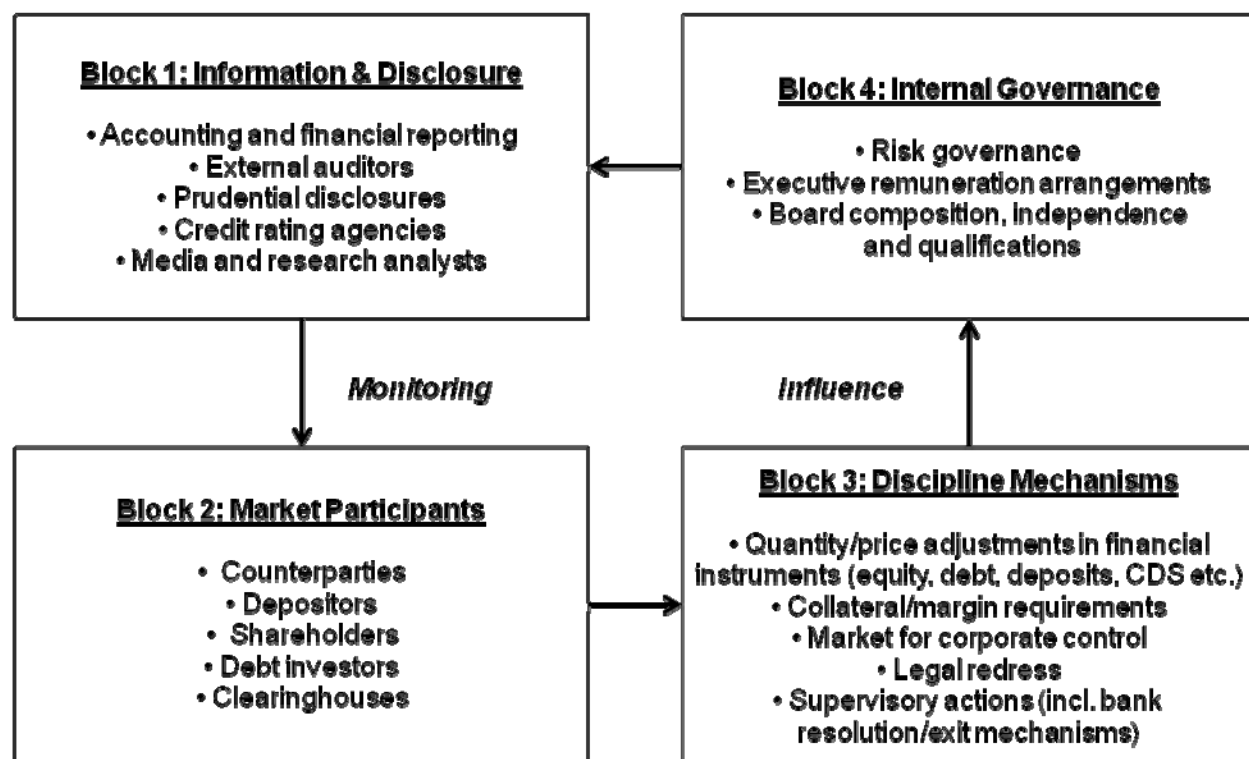 Block 1: Information & Disclosure
• Accounting and financial reporting
• External auditors
• Prudential disclosures
• Credit rating agencies
• Media and research analysts
Block 4: Internal Governance
• Risk governance
• Executive remuneration arrangements
• Board composition, independence
and qualifications
Monitoring
Influence
Block 2: Market Participants
• Counterparties
• Depositors
• Shareholders
• Debt investors
• Clearinghouses
Block 3: Discipline Mechanisms
• Quantity/price adjustments in financial
instruments (equity, debt, deposits, CDS etc.)
• Collateral/margin requirements
• Market for corporate control
• Legal redress
• Supervisory actions (incl. bank
resolution/exit mechanisms)